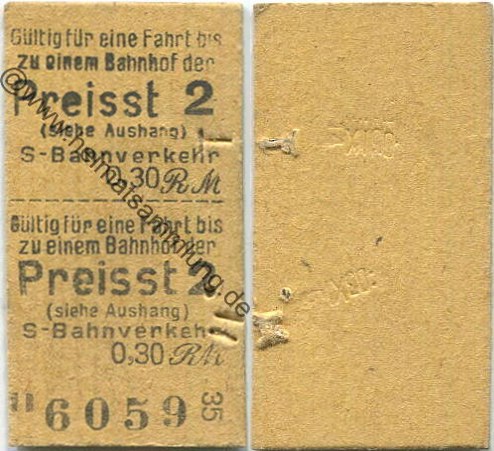 Gültig für eine Fahrt bis
zu einem Bahnhof der
Preisst 2
(siehe Aushang)
S-Bahnverkehr
0,30 RM
Gültig für eine Fahrt bis
zu einem Bahnhof der
Preisst 2
(siehe Aushang)
S-Bahnverkehr
0,30 RM
6059
35
©www.heimatsammlung.de